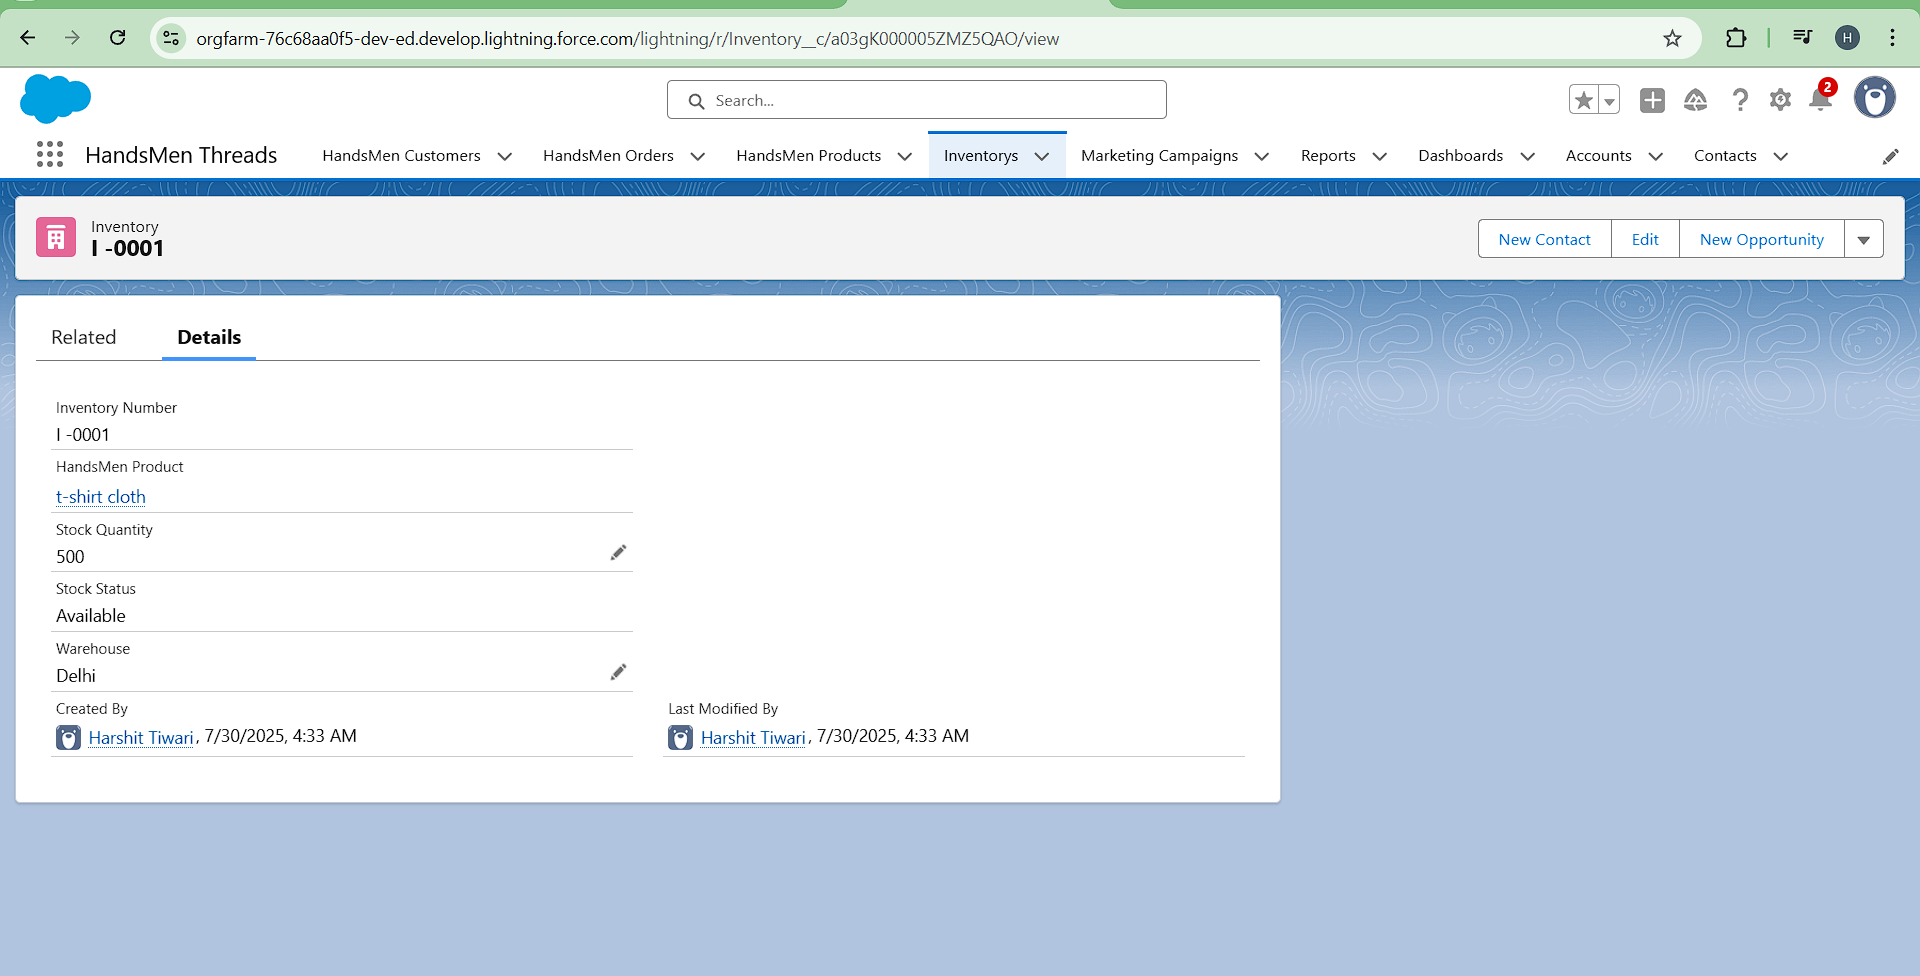 orgfarm-76c68aa0f5-dev-ed.develop.lightning.force.com/lightning/r/Inventory__c/a03gK000005ZMZ5QAO/view
H
Search...
2
HandsMen Threads
HandsMen Customers
HandsMen Orders
HandsMen Products
Inventorys
Marketing Campaigns
Reports
Dashboards
Accounts
Contacts
Inventory
I -0001
New Contact
Edit
New Opportunity
Related
Details
Inventory Number
I -0001
HandsMen Product
t-shirt cloth
Stock Quantity
500
Stock Status
Available
Warehouse
Delhi
Created By
Harshit Tiwari, 7/30/2025, 4:33 AM
Last Modified By
Harshit Tiwari, 7/30/2025, 4:33 AM